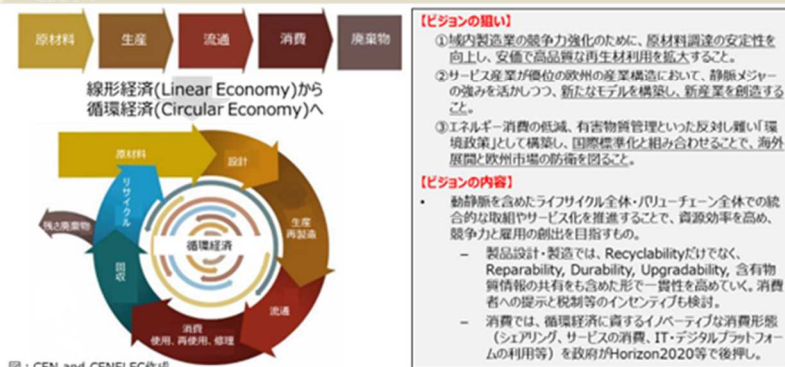 原材料
生産
流通
消費
廃棄物
線形経済(Linear Economy)から
循環経済(Circular Economy)へ
原材料
設計
生産
再製造
流通
消費
使用、再使用、修理
回収
リサイクル
残さ廃棄物
循環経済
図：CEN and CENELEC作成
【ビジョンの狙い】
①域内製造業の競争力強化のために、原材料調達の安定性を
向上し、安価で高品質な再生材利用を拡大すること。
②サービス産業が優位の欧州の産業構造において、静脈メジャー
の強みを活かしつつ、新たなモデルを構築し、新産業を創造する
こと。
③エネルギー消費の低減、有害物質管理といった反対し難い「環
境政策」として構築し、国際標準化と組み合わせることで、海外
展開と欧州市場の防衛を図ること。
【ビジョンの内容】
• 動静脈を含めたライフサイクル全体・バリューチェーン全体での統
合的な取組やサービス化を推進することで、資源効率を高め、
競争力と雇用の創出を目指すもの。
– 製品設計・製造では、Recyclabilityだけでなく、
Reparability, Durability, Upgradability, 含有物
質情報の共有をも含めた形で一貫性を高めていく。消費
者への提示と税制等のインセンティブも検討。
– 消費では、循環経済に資するイノベーティブな消費形態
（シェアリング、サービスの消費、IT・デジタルプラットフォー
ムの利用等）を政府がHorizon2020等で後押し。